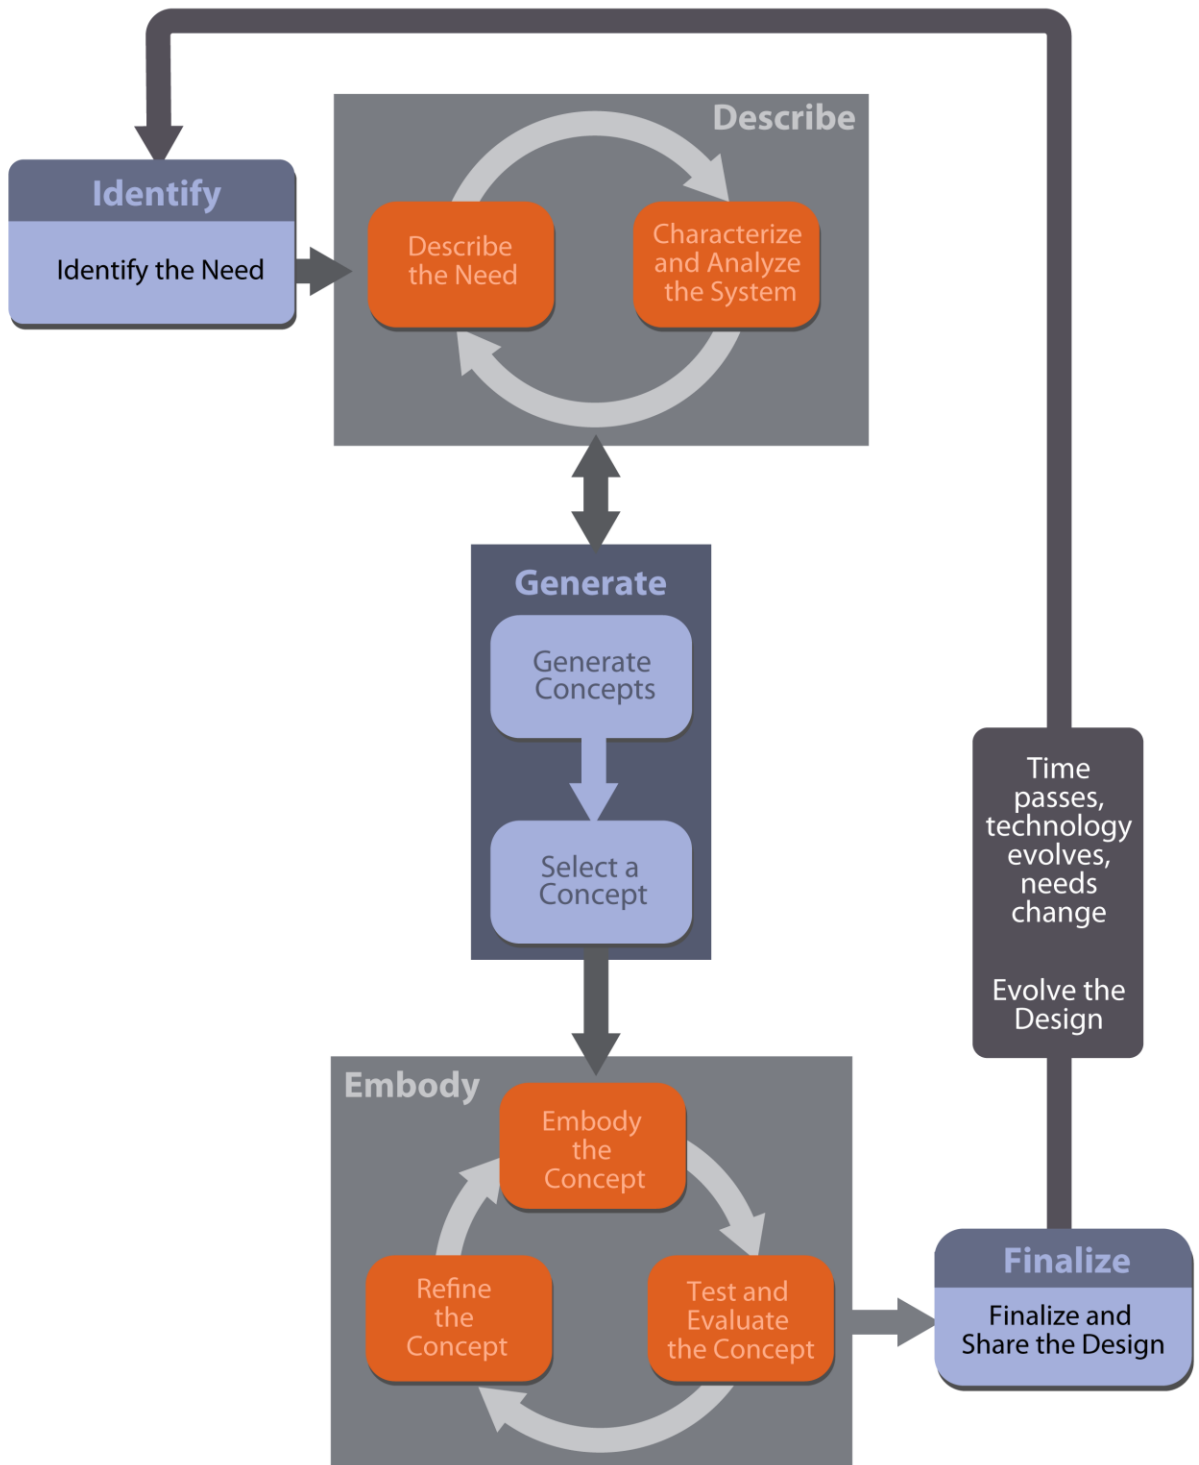 Describe
Identify
Identify the Need
Describe
the Need
Characterize
and Analyze
the System
Generate
Generate
Concepts
Select a
Concept
Time
passes,
technology
evolves,
needs
change
Evolve the
Design
Embody
Embody
the
Concept
Refine
the
Concept
Test and
Evaluate
the Concept
Finalize
Finalize and
Share the Design